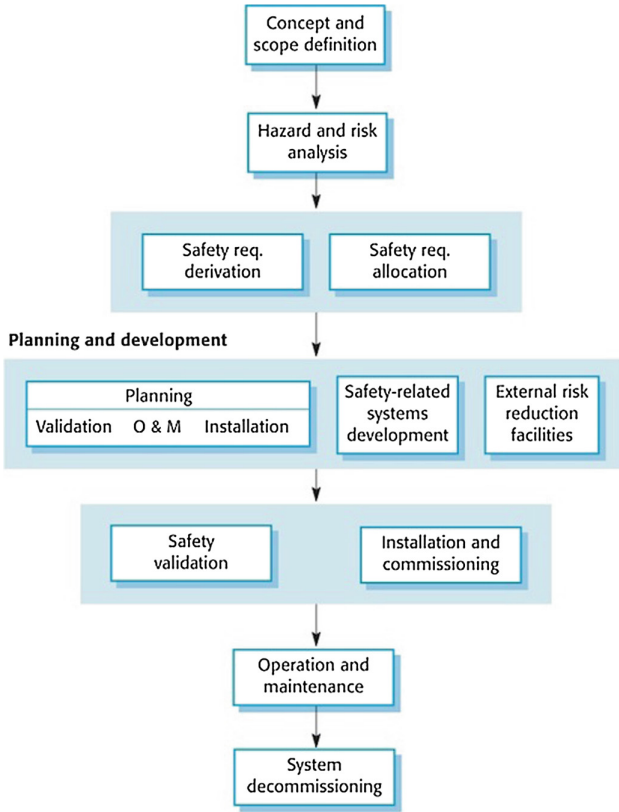 Concept and
scope definition
Hazard and risk
analysis
Safety req.
derivation
Safety req.
allocation
Planning and development
Planning
Validation O & M Installation
Safety-related
systems
development
External risk
reduction
facilities
Safety
validation
Installation and
commissioning
Operation and
maintenance
System
decommissioning